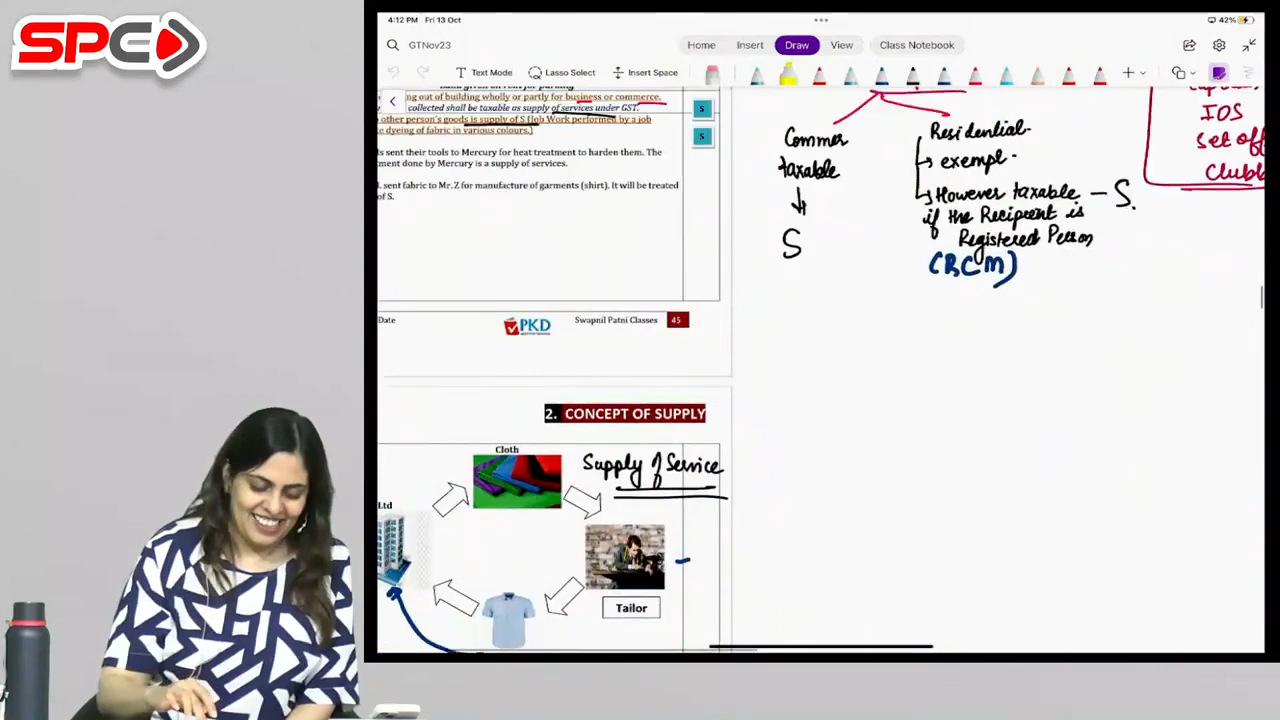 SPC
4:12 PM Fri 13 Oct
42%
GTNov23
Home Insert Draw View Class Notebook
Text Mode Lasso Select Insert Space
ng out of building wholly or partly for business or commerce,
collected shall be taxable as supply of services under GST.
other person's goods is supply of S (Job Work performed by a job
dyeing of fabric in various colours.)
S
S
ls sent their tools to Mercury for heat treatment to harden them. The
tment done by Mercury is a supply of services.
sent fabric to Mr. Z for manufacture of garments (shirt). It will be treated
of S.
Date
PKD
Swapnil Patni Classes 45
2. CONCEPT OF SUPPLY
Cloth
Supply of Service
Ltd
Tailor
Commer
taxable
S
Residential
exempt
However taxable — S.
if the Recipient is
Registered Person
(RCM)
IOS
Set off
Clubb